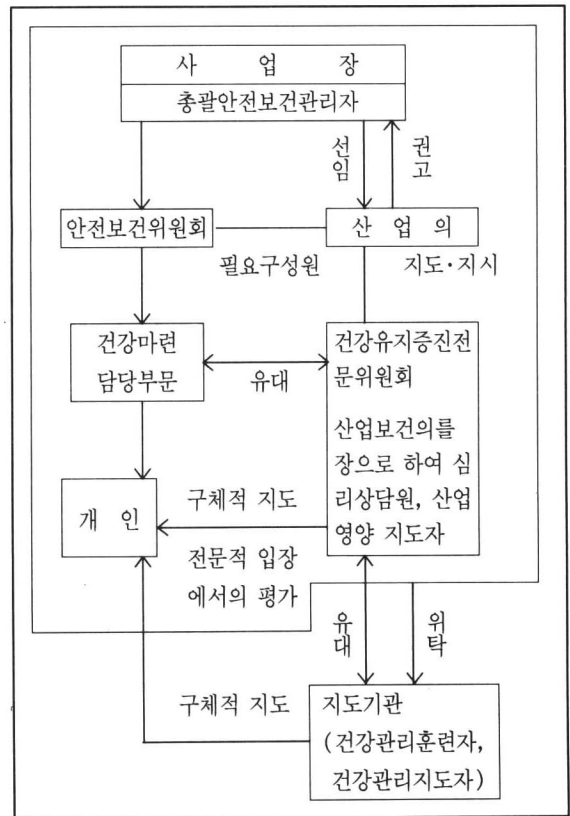 사 업 장
총괄안전보건관리자
선임
권고
안전보건위원회
산 업 의
필요구성원
지도·지시
건강마련
담당부문
유대
건강유지증진전
문위원회
산업보건의를
장으로 하여 심
리상담원, 산업
영양 지도자
개 인
구체적 지도
전문적 입장
에서의 평가
유대
위탁
구체적 지도
지도기관
(건강관리훈련자,
건강관리지도자)